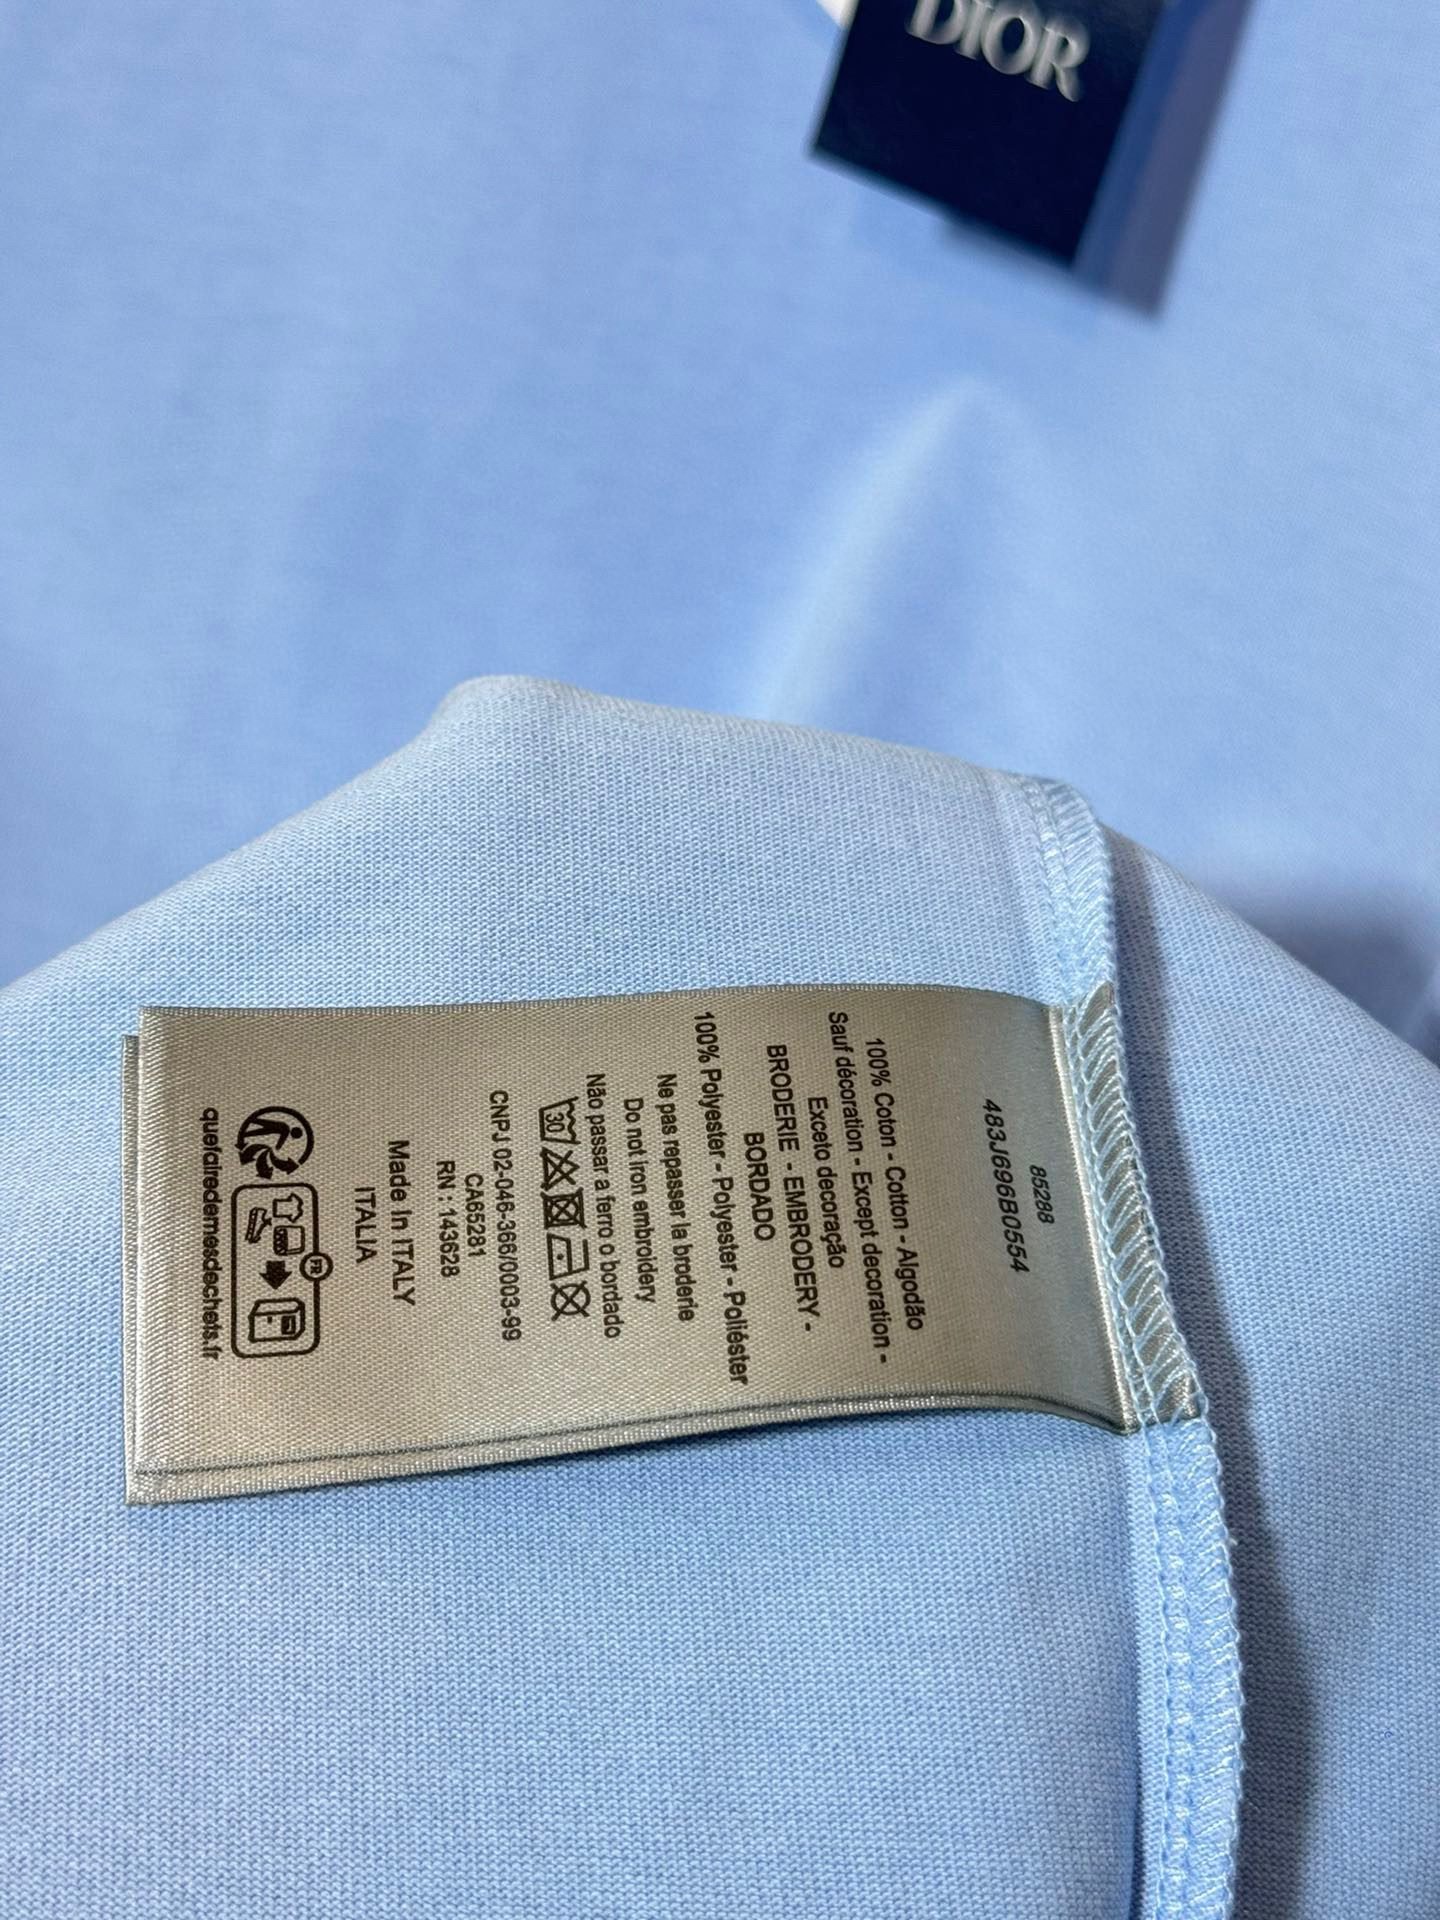 DIOR
85288
483J696B0554
100% Coton - Cotton - Algodão
Sauf décoration - Except decoration -
Exceto decoração
BRODERIE - EMBRODERY -
BORDADO
100% Polyester - Polyester - Poliéster
Ne pas repasser la broderie
Do not iron embroidery
Não passar a ferro o bordado
30
CNPJ 02-046-366/0003-99
CA65281
RN : 143628
Made In ITALY
ITALIA
FR
quefairedemesdechets.fr